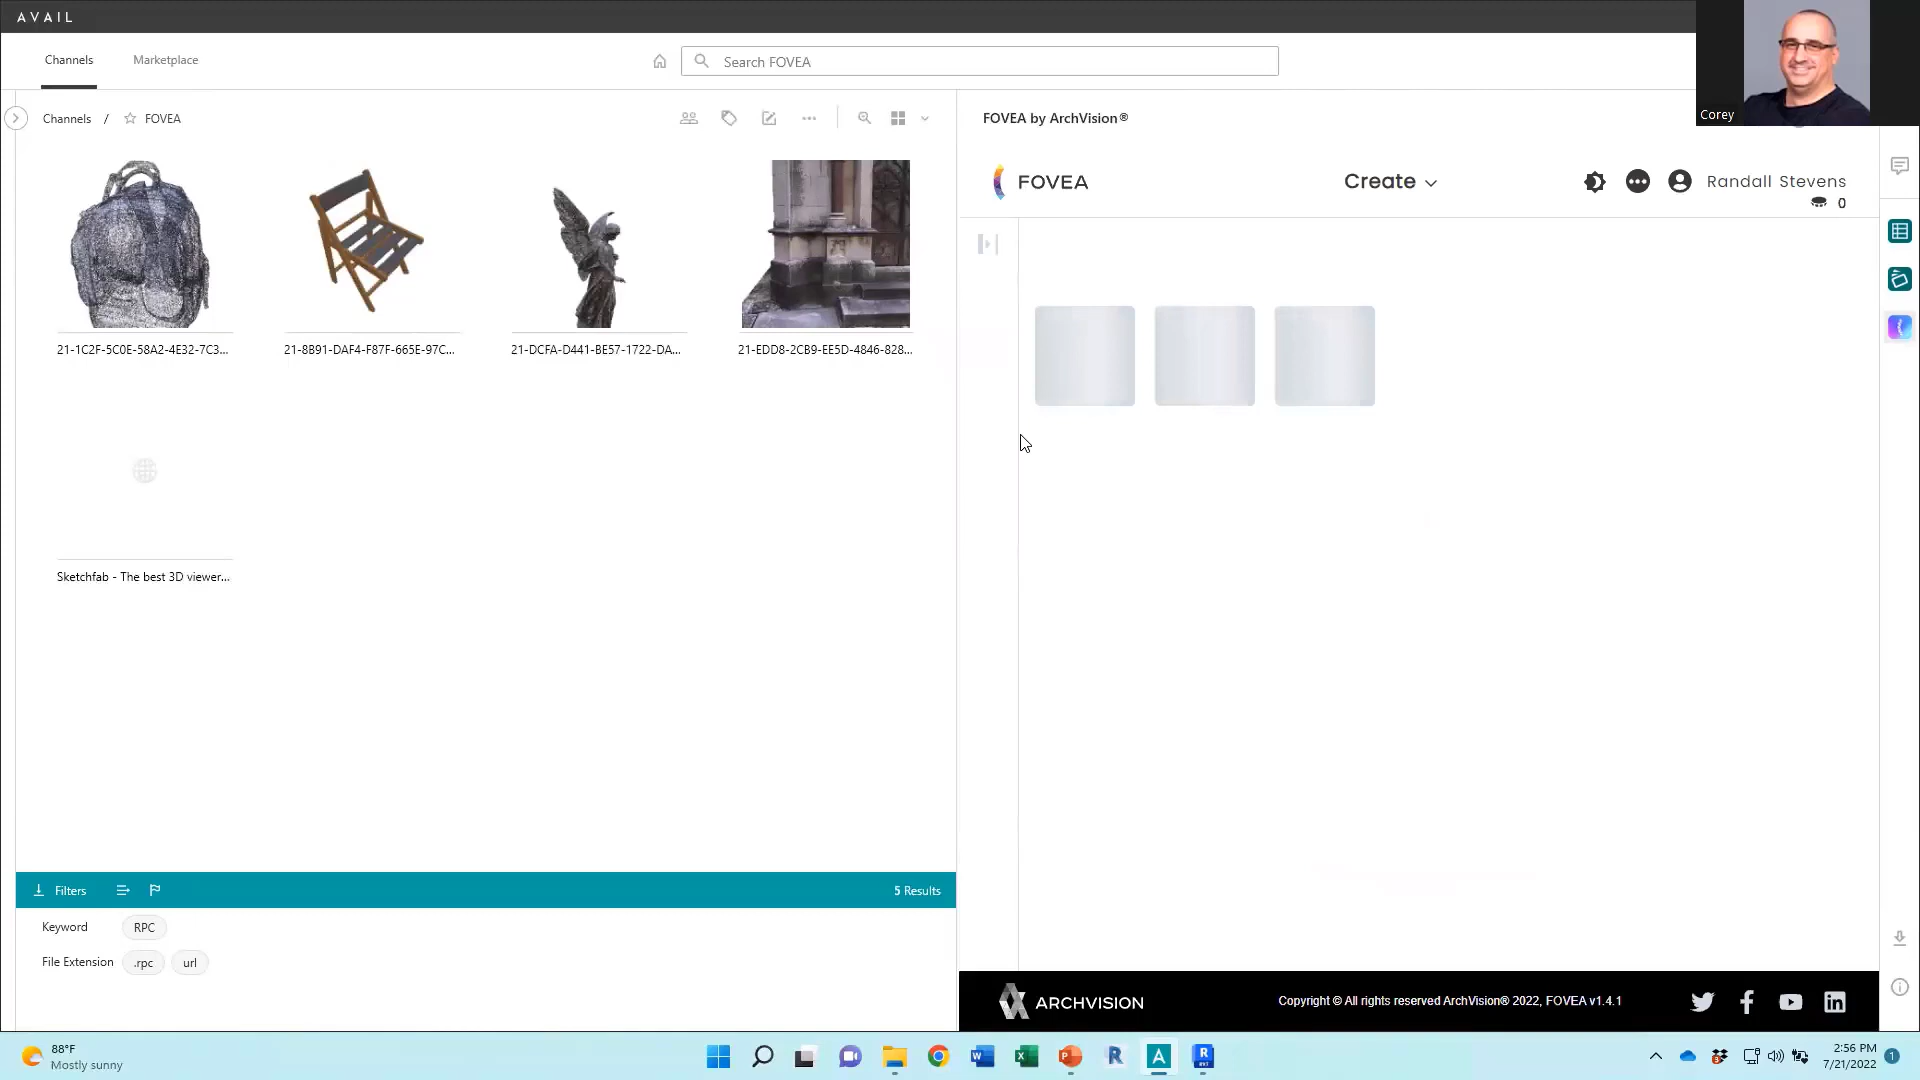 AVAIL
Channels
Marketplace
Search FOVEA
Corey
Channels / FOVEA
FOVEA by ArchVision®
FOVEA
Create
Randall Stevens
0
21-1C2F-5C0E-58A2-4E32-7C3...
21-8B91-DAF4-F87F-665E-97C...
21-DCFA-D441-BE57-1722-DA...
21-EDD8-2CB9-EE5D-4846-828...
Sketchfab - The best 3D viewer...
Filters
5 Results
Keyword
RPC
File Extension
.rpc
url
ARCHVISION
Copyright © All rights reserved ArchVision® 2022, FOVEA v1.4.1
88°F
Mostly sunny
2:56 PM
7/21/2022
1